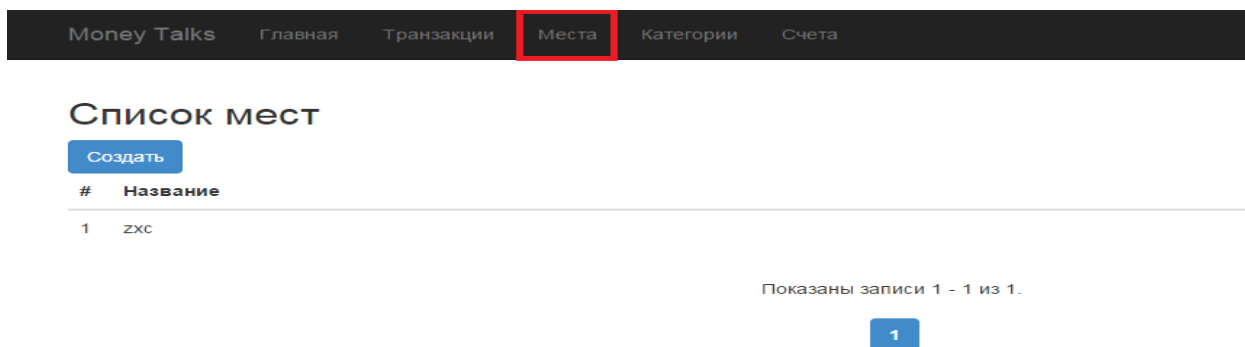 Money Talks Главная Транзакции Места Категории Счета
Список мест
Создать
# Название
1 zxc
Показаны записи 1 - 1 из 1.
1